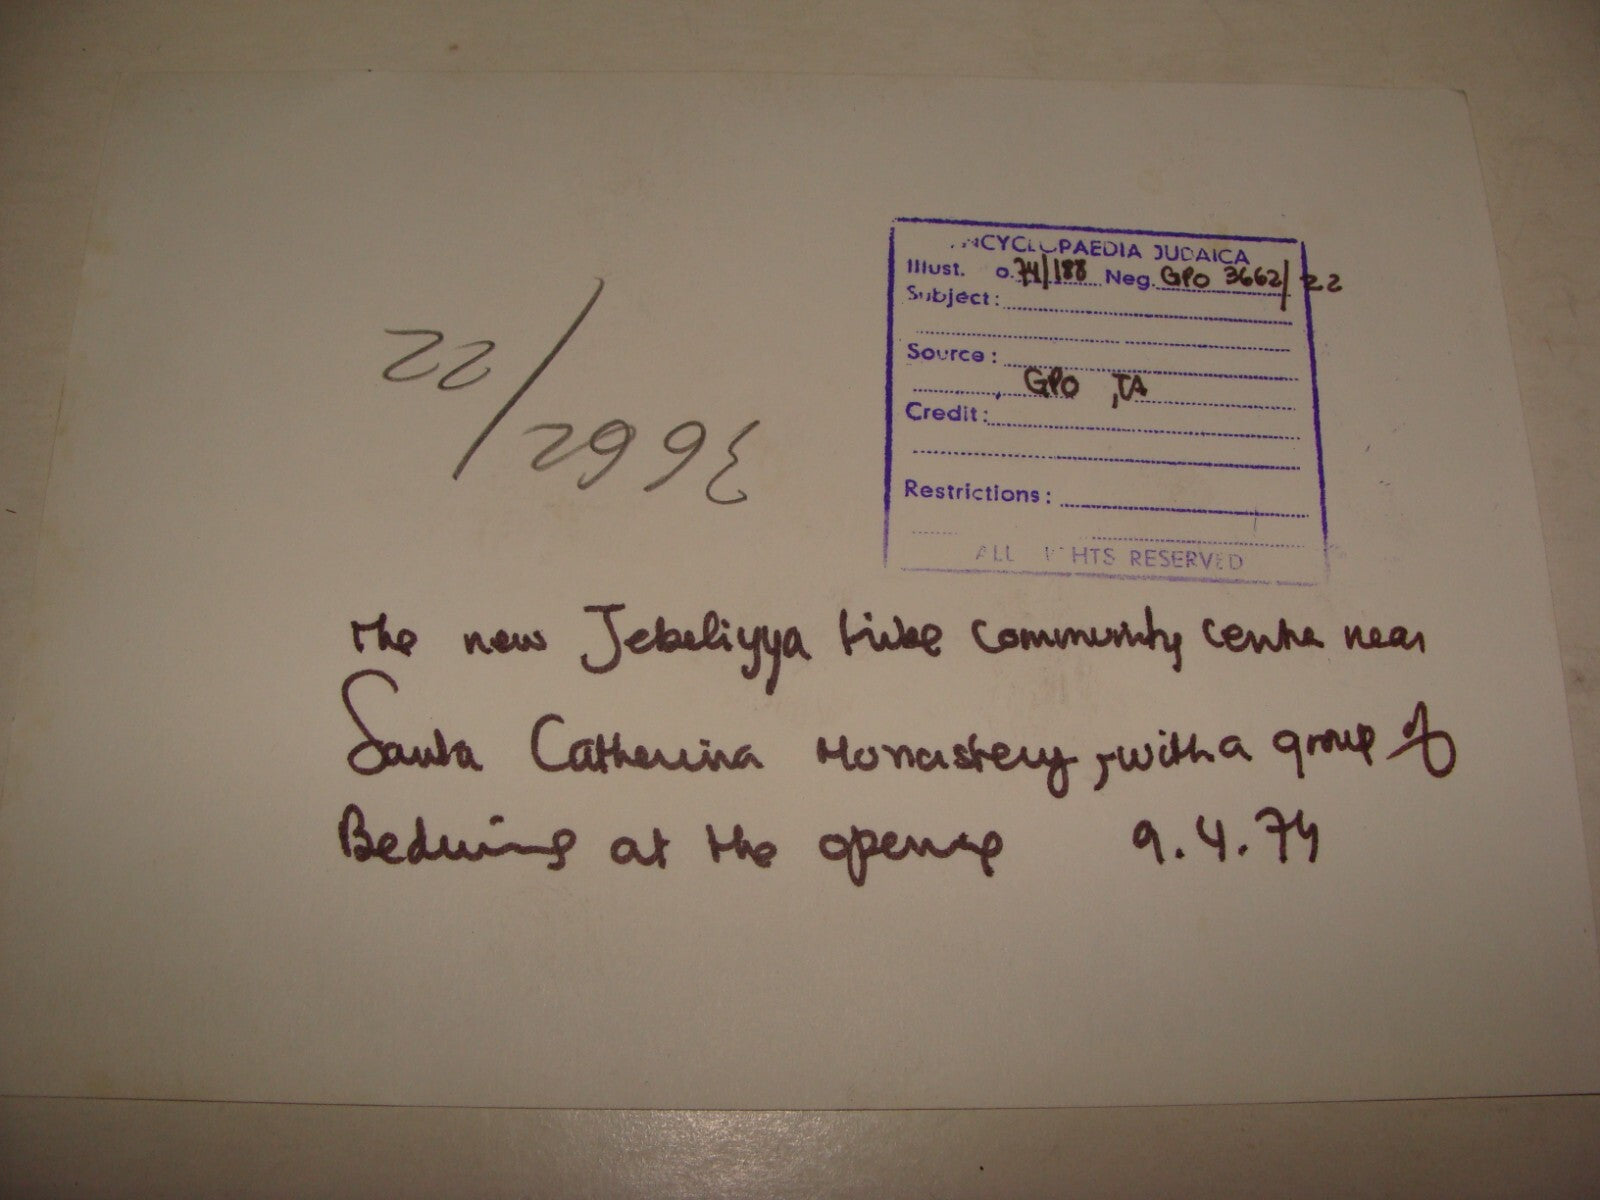 ENCYCLOPAEDIA JUDAICA
Illust. o. 74/188 Neg. GPO 3662/22
Subject:
Source:
GPO, TA
Credit:
Restrictions:
ALL RIGHTS RESERVED
3662/22
the new Jebeliyya tribe community centre near
Santa Catherina Monastery, with a group of
Beduins at the opening 9.4.74